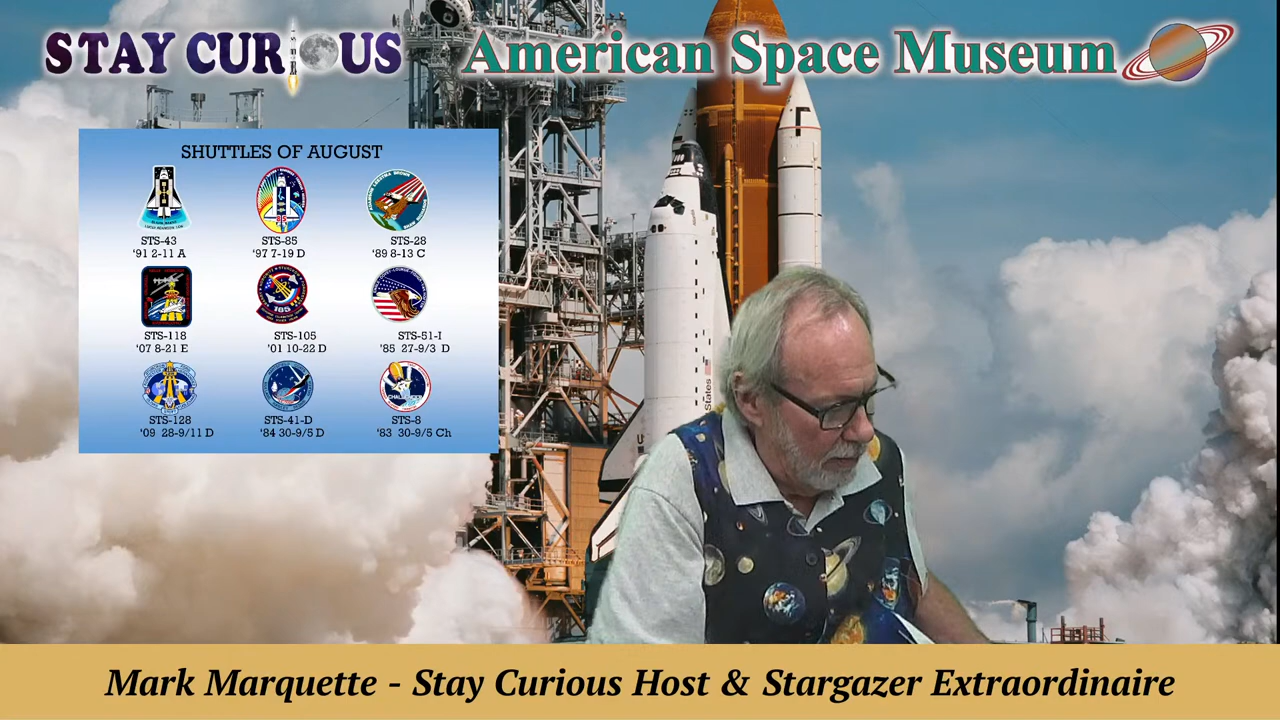 STAY CURIOUS
American Space Museum
SHUTTLES OF AUGUST
STS-43
'91 2-11 A
STS-85
'97 7-19 D
STS-28
'89 8-13 C
STS-118
'07 8-21 E
STS-105
'01 10-22 D
STS-51-I
'85 27-9/3 D
STS-128
'09 28-9/11 D
STS-41-D
'84 30-9/5 D
CHALLENGER
STS-8
'83 30-9/5 Ch
States
Mark Marquette - Stay Curious Host & Stargazer Extraordinaire